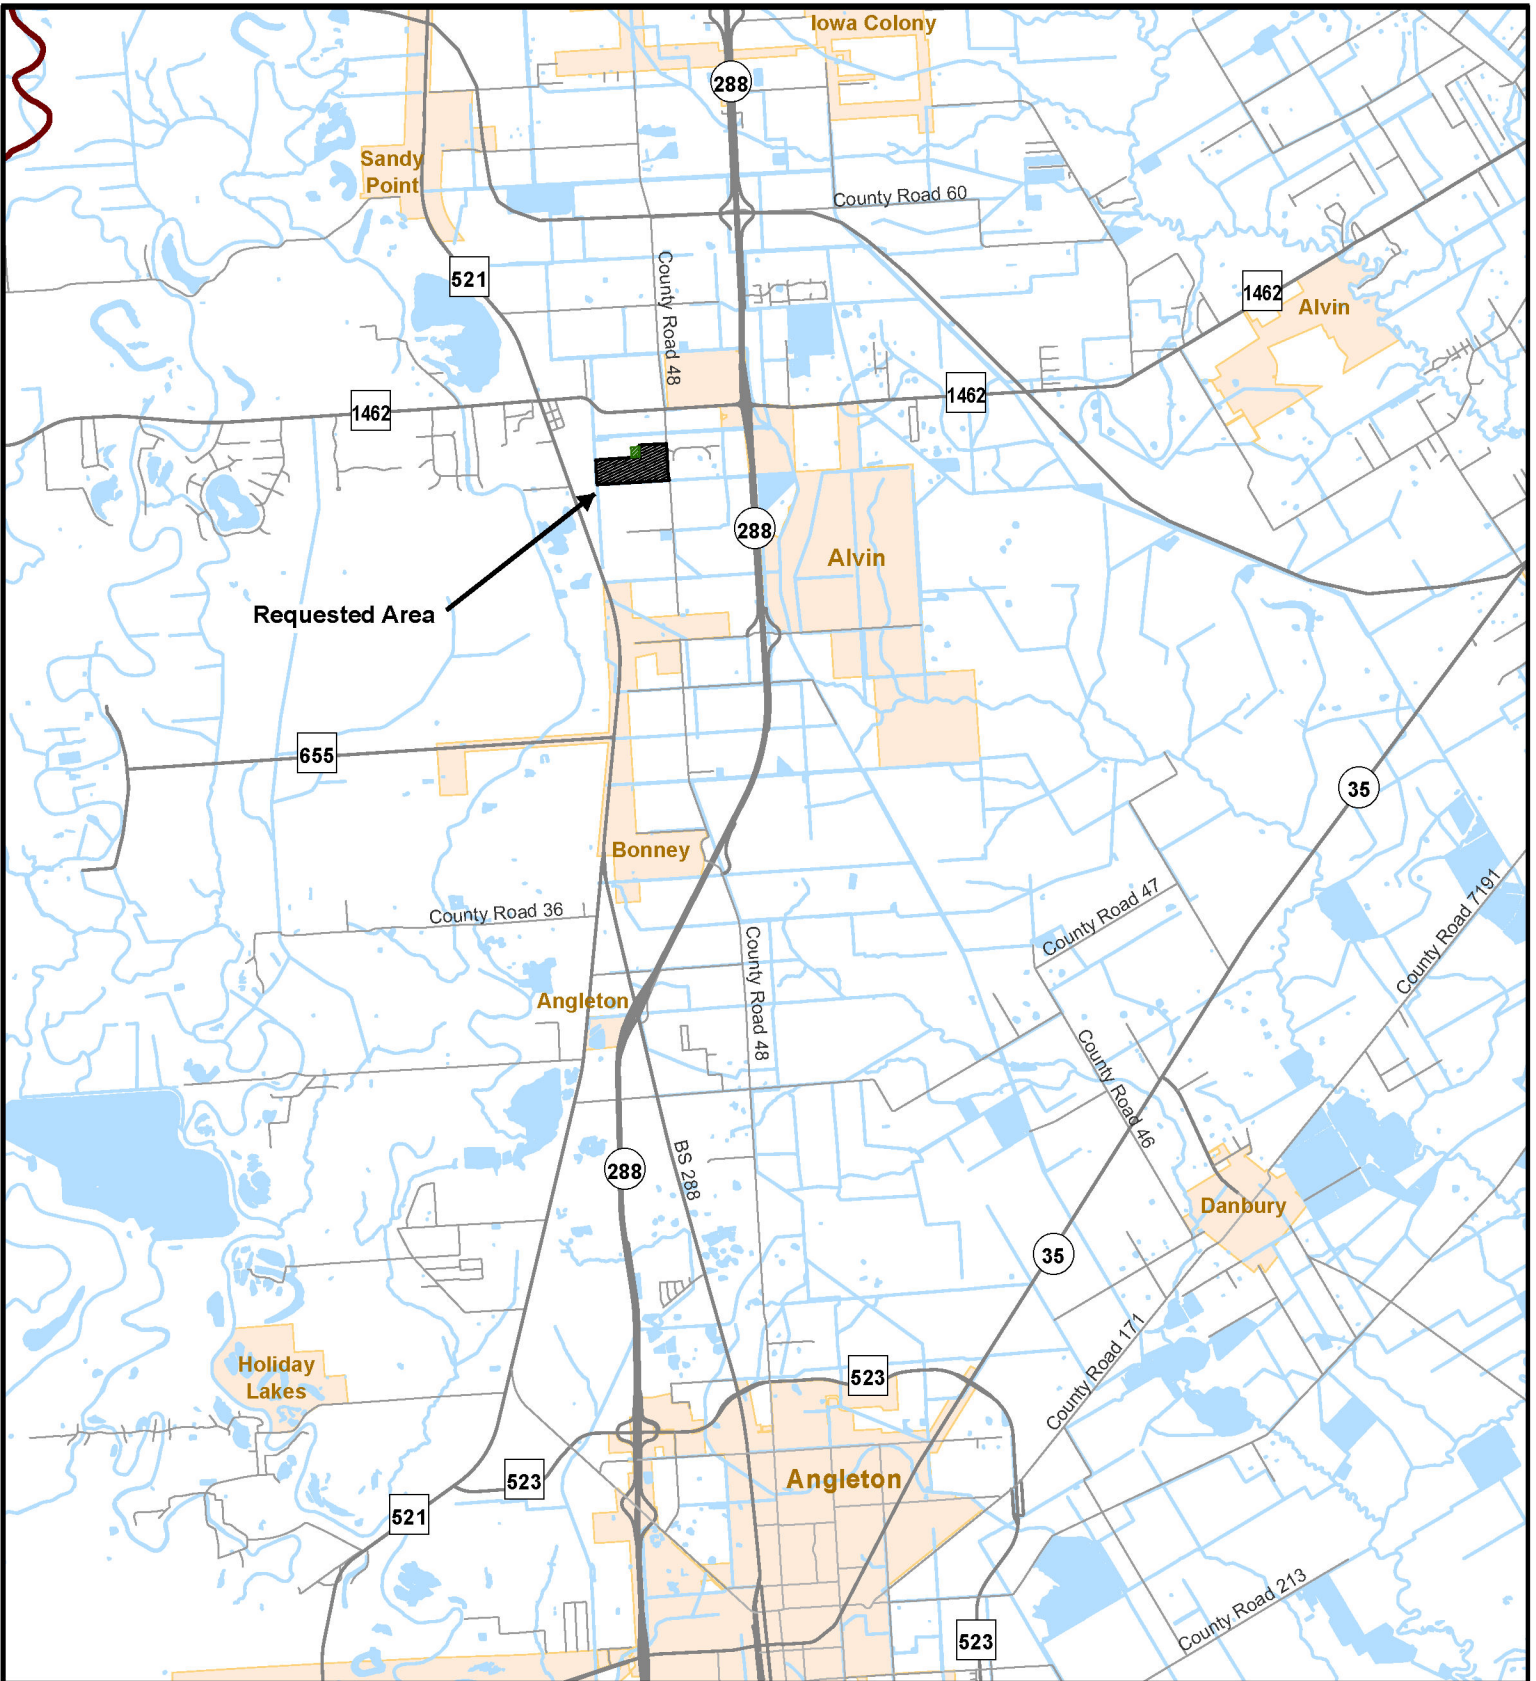 Iowa Colony
288
Sandy
Point
County Road 60
521
County Road 48
1462
Alvin
1462
1462
288
Alvin
Requested Area
655
35
Bonney
County Road 47
County Road 7191
County Road 36
County Road 48
Angleton
County Road 46
BS 288
288
Danbury
35
Holiday
Lakes
County Road 171
523
Angleton
523
521
County Road 213
523